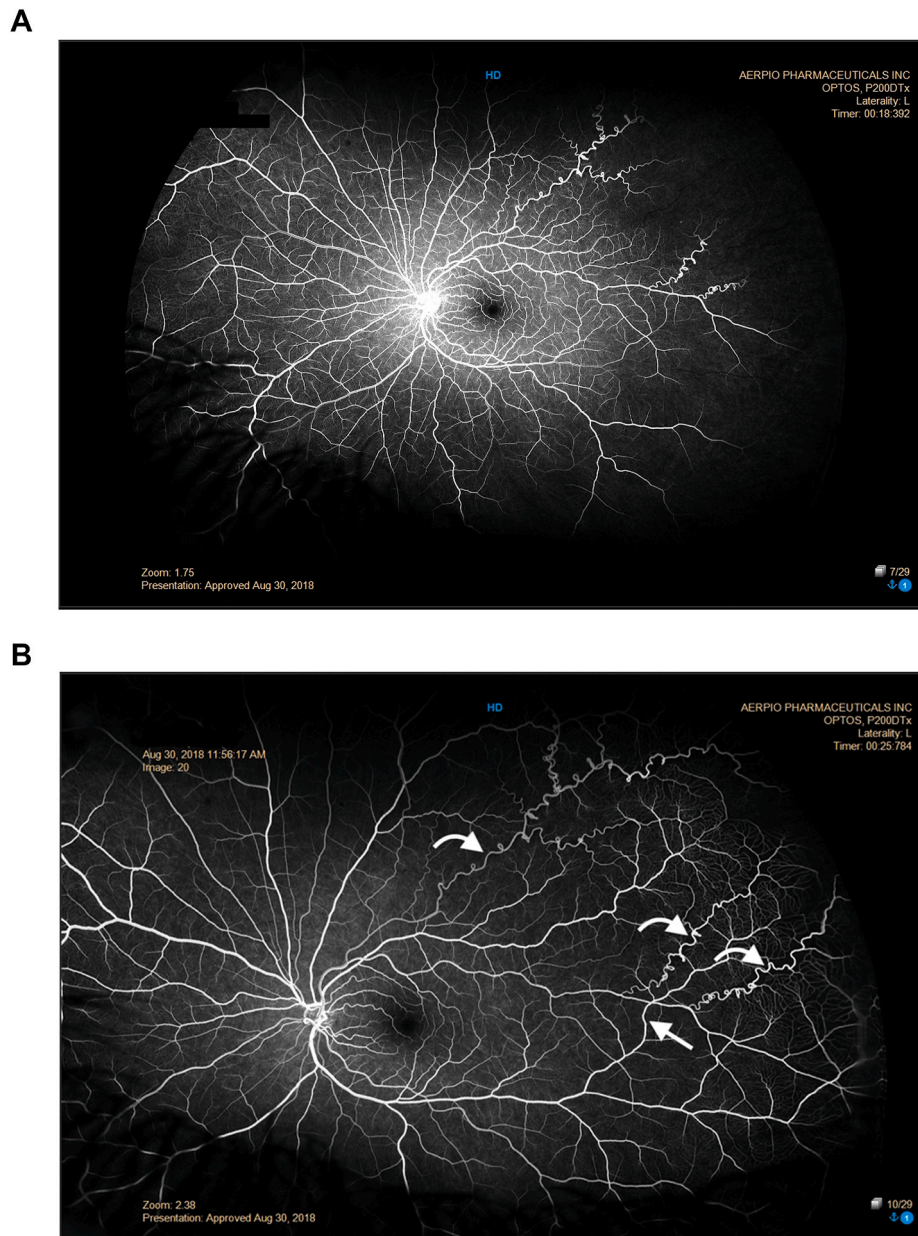 A
HD
AERPIO PHARMACEUTICALS INC
OPTOS, P200DTx
Laterality: L
Timer: 00:18:392
Zoom: 1.75
Presentation: Approved Aug 30, 2018
7/29
1
B
HD
AERPIO PHARMACEUTICALS INC
OPTOS, P200DTx
Laterality: L
Timer: 00:25:784
Aug 30, 2018 11:56:17 AM
Image: 20
Zoom: 2.38
Presentation: Approved Aug 30, 2018
10/29
1